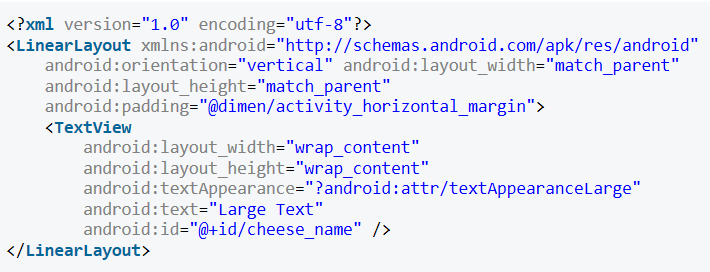 <?xml version="1.0" encoding="utf-8"?>
<LinearLayout xmlns:android="http://schemas.android.com/apk/res/android"
    android:orientation="vertical" android:layout_width="match_parent"
    android:layout_height="match_parent"
    android:padding="@dimen/activity_horizontal_margin">
    <TextView
        android:layout_width="wrap_content"
        android:layout_height="wrap_content"
        android:textAppearance="?android:attr/textAppearanceLarge"
        android:text="Large Text"
        android:id="@+id/cheese_name" />
</LinearLayout>